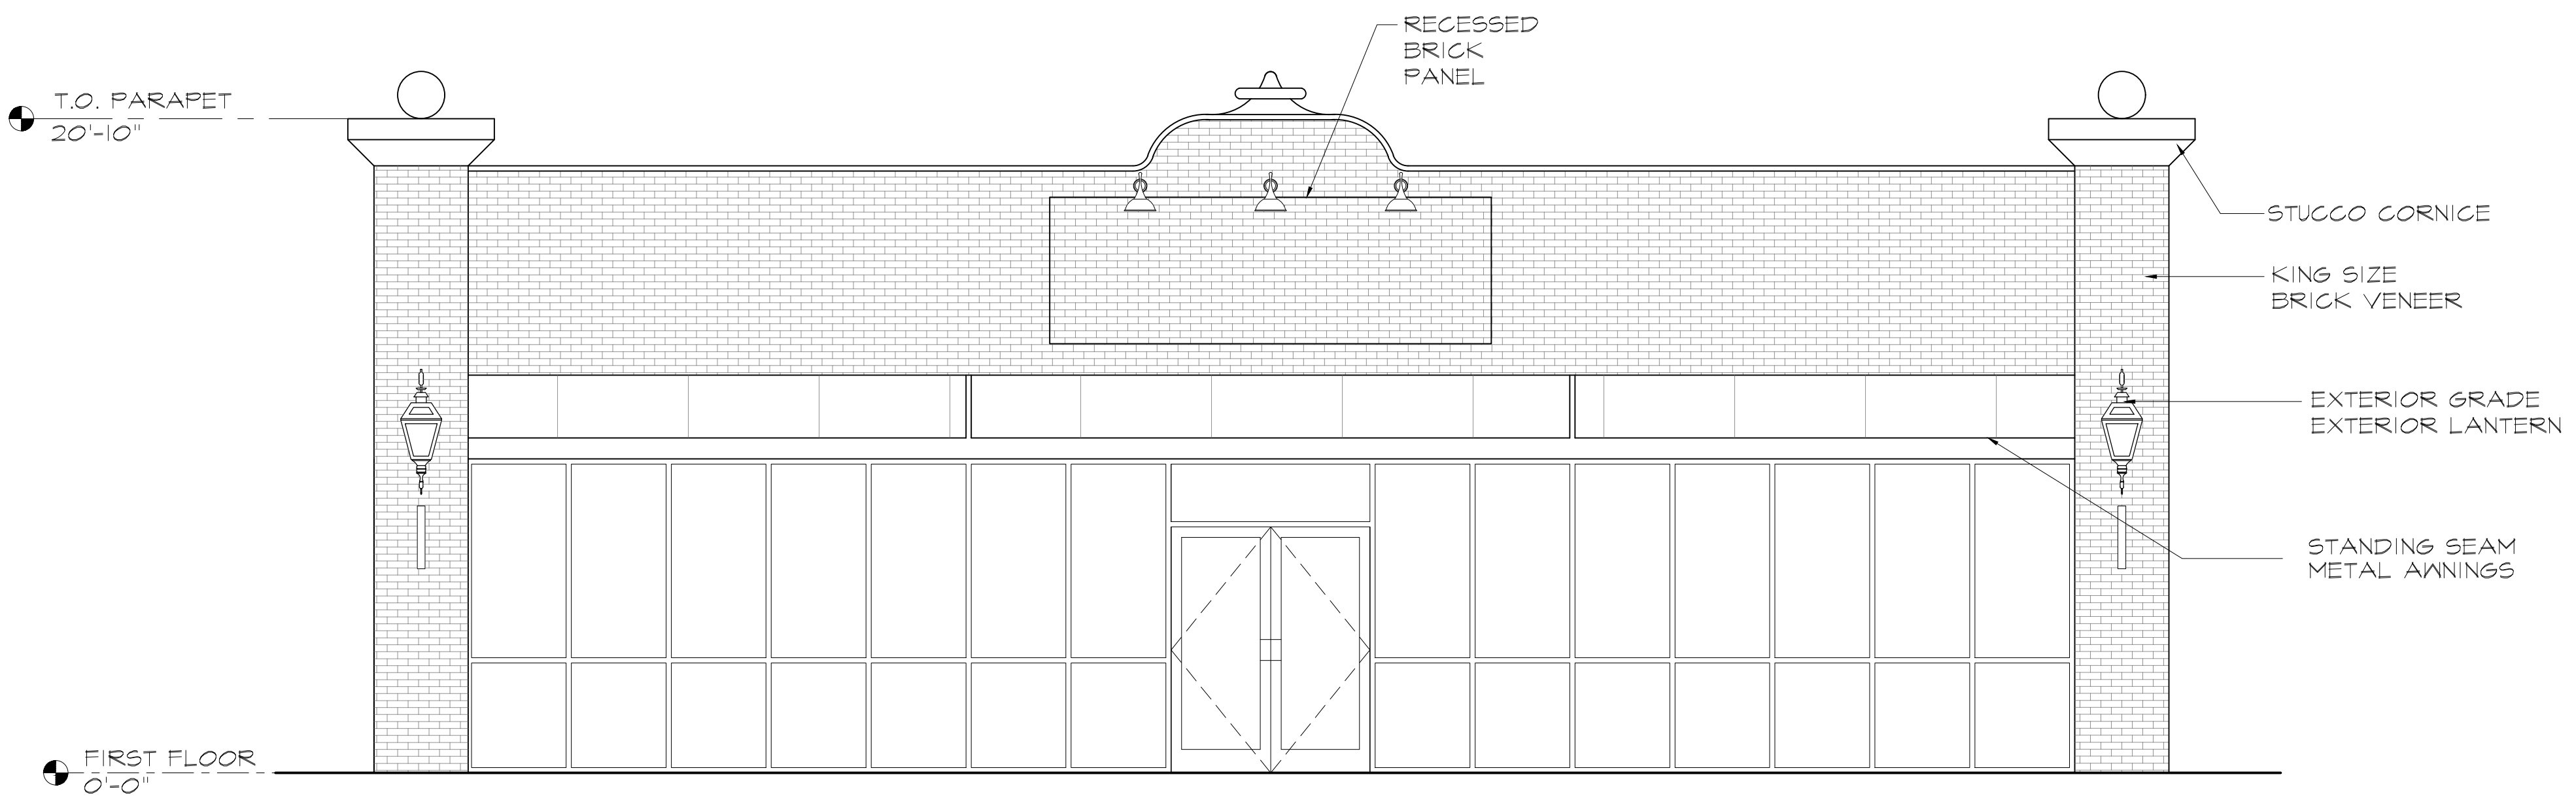 RECESSED
BRICK
PANEL
T.O. PARAPET
20'-10"
STUCCO CORNICE
KING SIZE
BRICK VENEER
EXTERIOR GRADE
EXTERIOR LANTERN
STANDING SEAM
METAL AWNINGS
FIRST FLOOR
0'-0"